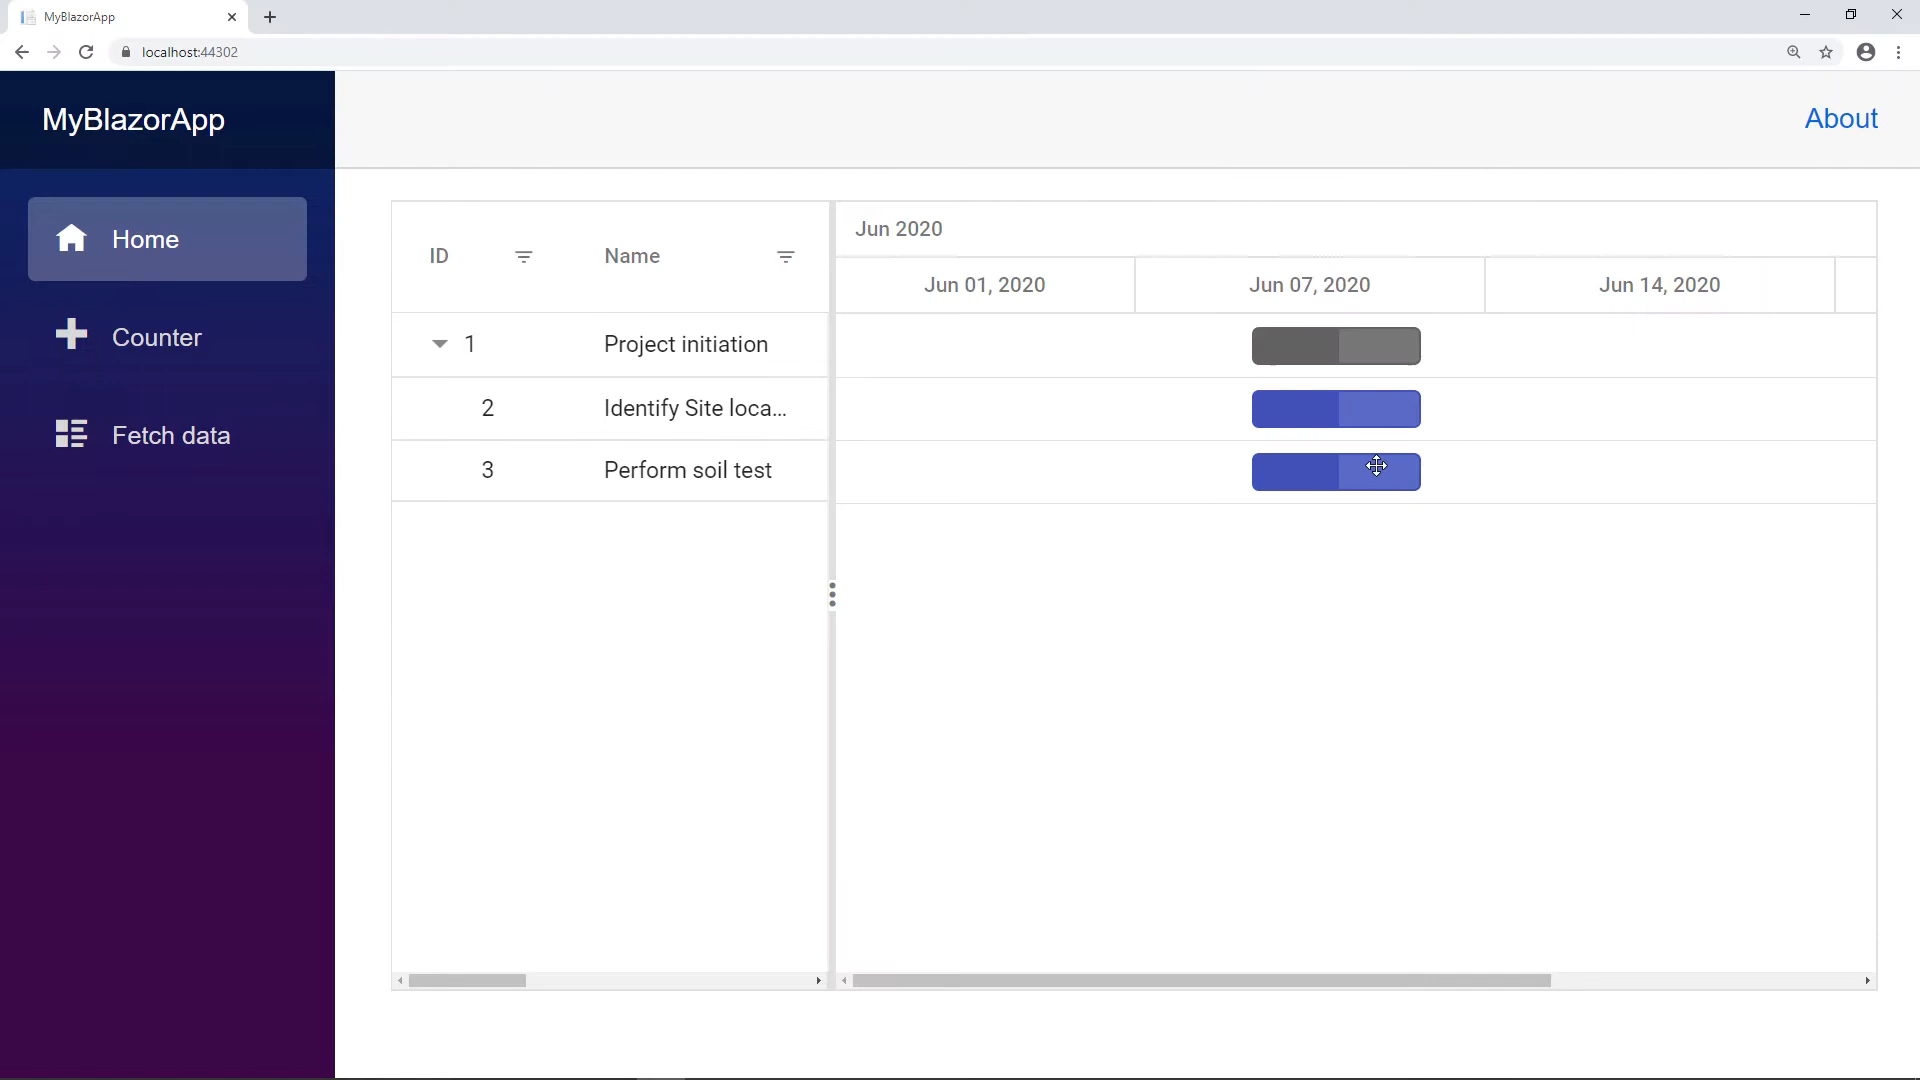 MyBlazorApp
localhost:44302
MyBlazorApp
About
Home
Counter
Fetch data
ID Name
Jun 2020
Jun 01, 2020 Jun 07, 2020 Jun 14, 2020
1 Project initiation
2 Identify Site loca...
3 Perform soil test